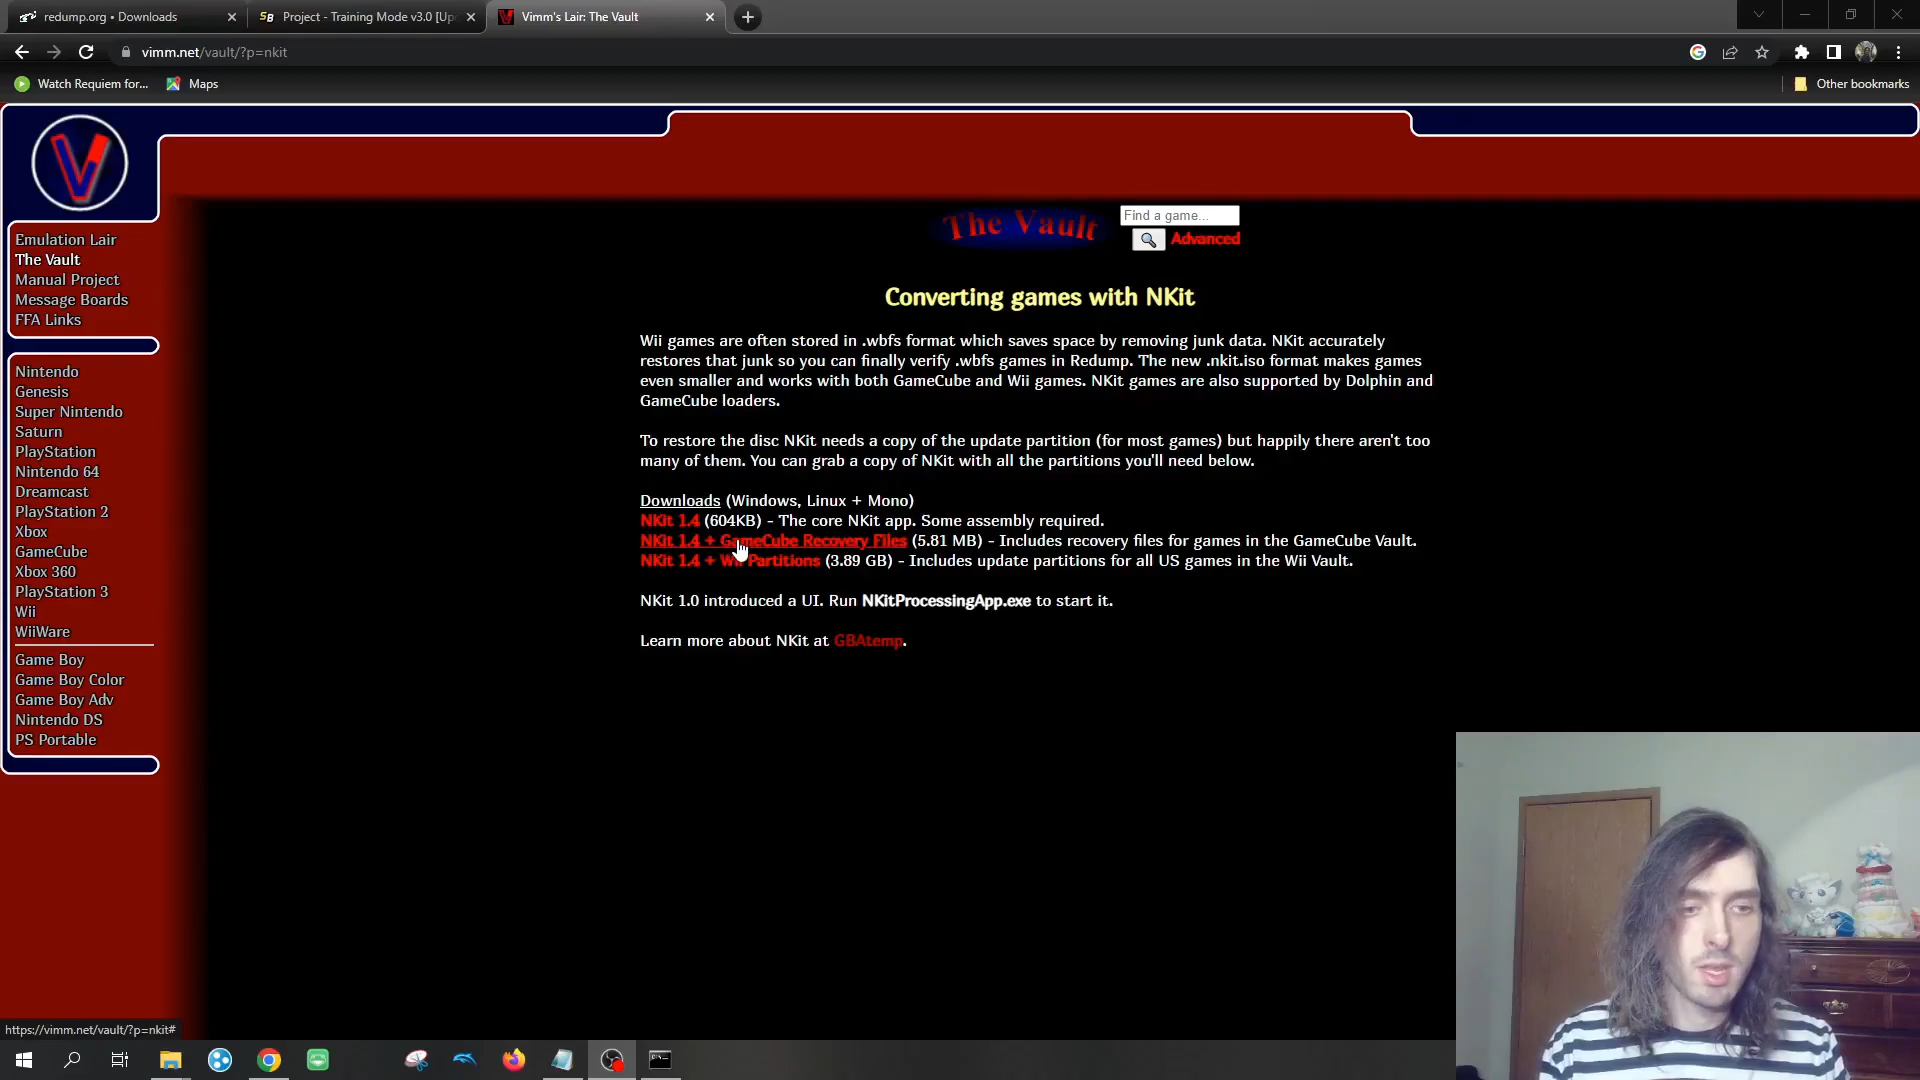 redump.org • Downloads
Project - Training Mode v3.0 [Up
Vimm's Lair: The Vault
vimm.net/vault/?p=nkit
Watch Requiem for...
Maps
Other bookmarks
The Vault
Find a game...
Advanced
Emulation Lair
The Vault
Manual Project
Message Boards
FFA Links
Nintendo
Genesis
Super Nintendo
Saturn
PlayStation
Nintendo 64
Dreamcast
PlayStation 2
Xbox
GameCube
Xbox 360
PlayStation 3
Wii
WiiWare
Game Boy
Game Boy Color
Game Boy Adv
Nintendo DS
PS Portable
Converting games with NKit
Wii games are often stored in .wbfs format which saves space by removing junk data. NKit accurately
restores that junk so you can finally verify .wbfs games in Redump. The new .nkit.iso format makes games
even smaller and works with both GameCube and Wii games. NKit games are also supported by Dolphin and
GameCube loaders.
To restore the disc NKit needs a copy of the update partition (for most games) but happily there aren't too
many of them. You can grab a copy of NKit with all the partitions you'll need below.
Downloads (Windows, Linux + Mono)
NKit 1.4 (604KB) - The core NKit app. Some assembly required.
NKit 1.4 + GameCube Recovery Files (5.81 MB) - Includes recovery files for games in the GameCube Vault.
NKit 1.4 + Wii Partitions (3.89 GB) - Includes update partitions for all US games in the Wii Vault.
NKit 1.0 introduced a UI. Run NKitProcessingApp.exe to start it.
Learn more about NKit at GBAtemp.
https://vimm.net/vault/?p=nkit#